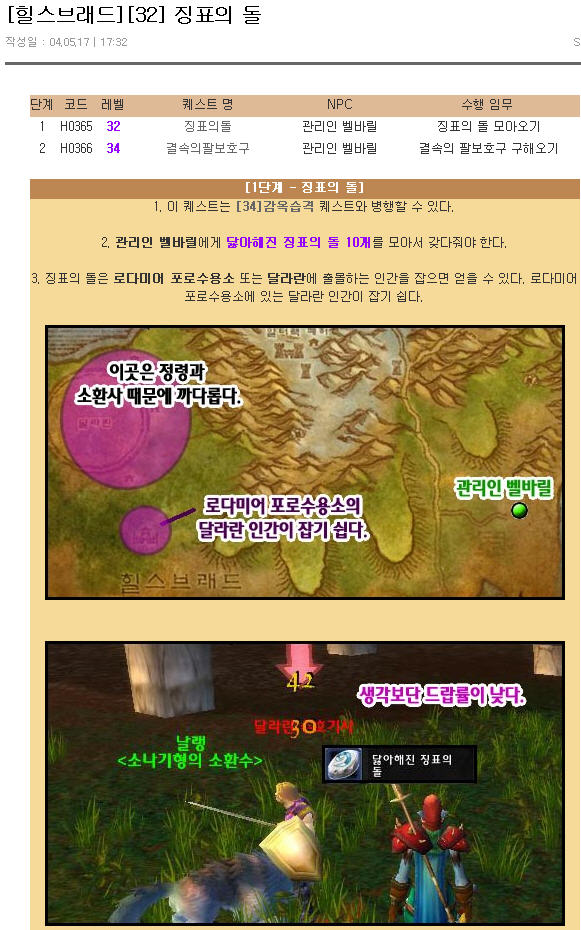 [힐스브래드][32] 징표의 돌
작성일 : 04.05.17 | 17:32
S
단계 코드 레벨 퀘스트 명 NPC 수행 임무
1 H0365 32 징표의돌 관리인 벨바릴 징표의 돌 모아오기
2 H0366 34 결속의팔보호구 관리인 벨바릴 결속의 팔보호구 구해오기
[1단계 - 징표의 돌]
1. 이 퀘스트는 [34]감옥습격 퀘스트와 병행할 수 있다.
2. 관리인 벨바릴에게 닳아해진 징표의 돌 10개를 모아서 갖다줘야 한다.
3. 징표의 돌은 로다미어 포로수용소 또는 달라란에 출몰하는 인간을 잡으면 얻을 수 있다. 로다미어
포로수용소에 있는 달라란 인간이 잡기 쉽다.
이곳은 정령과
소환사 때문에 까다롭다.
달라란
관리인 벨바릴
로다미어 포로수용소의
달라란 인간이 잡기 쉽다.
힐스브래드
42
생각보단 드랍률이 낮다.
30
날랭
<소나기형의 소환수>
닳아해진 징표의
돌